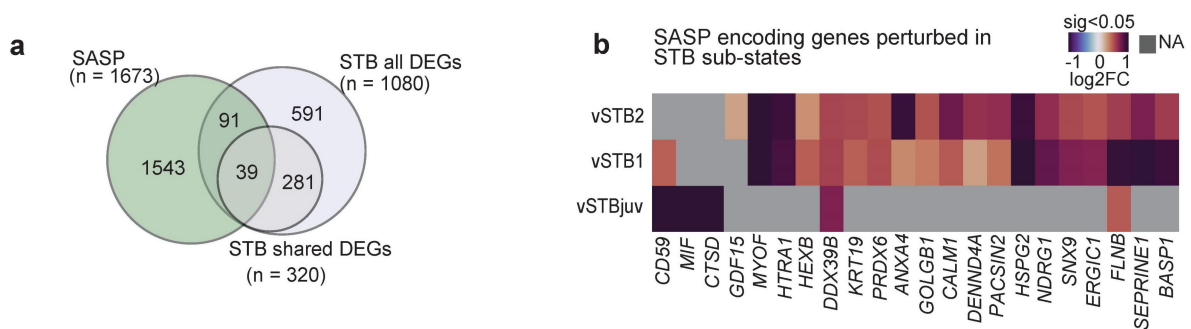 a
SASP
(n = 1673)
STB all DEGs
(n = 1080)
91
591
1543
39
281
STB shared DEGs
(n = 320)
b
SASP encoding genes perturbed in
STB sub-states
sig<0.05
NA
-1 0 1
log2FC
vSTB2
vSTB1
vSTBjuv
CD59
MIF
CTSD
GDF15
MYOF
HTRA1
HEXB
DDX39B
KRT19
PRDX6
ANXA4
GOLGB1
CALM1
DENND4A
PACSIN2
HSPG2
NDRG1
SNX9
ERGIC1
FLNB
SEPRINE1
BASP1